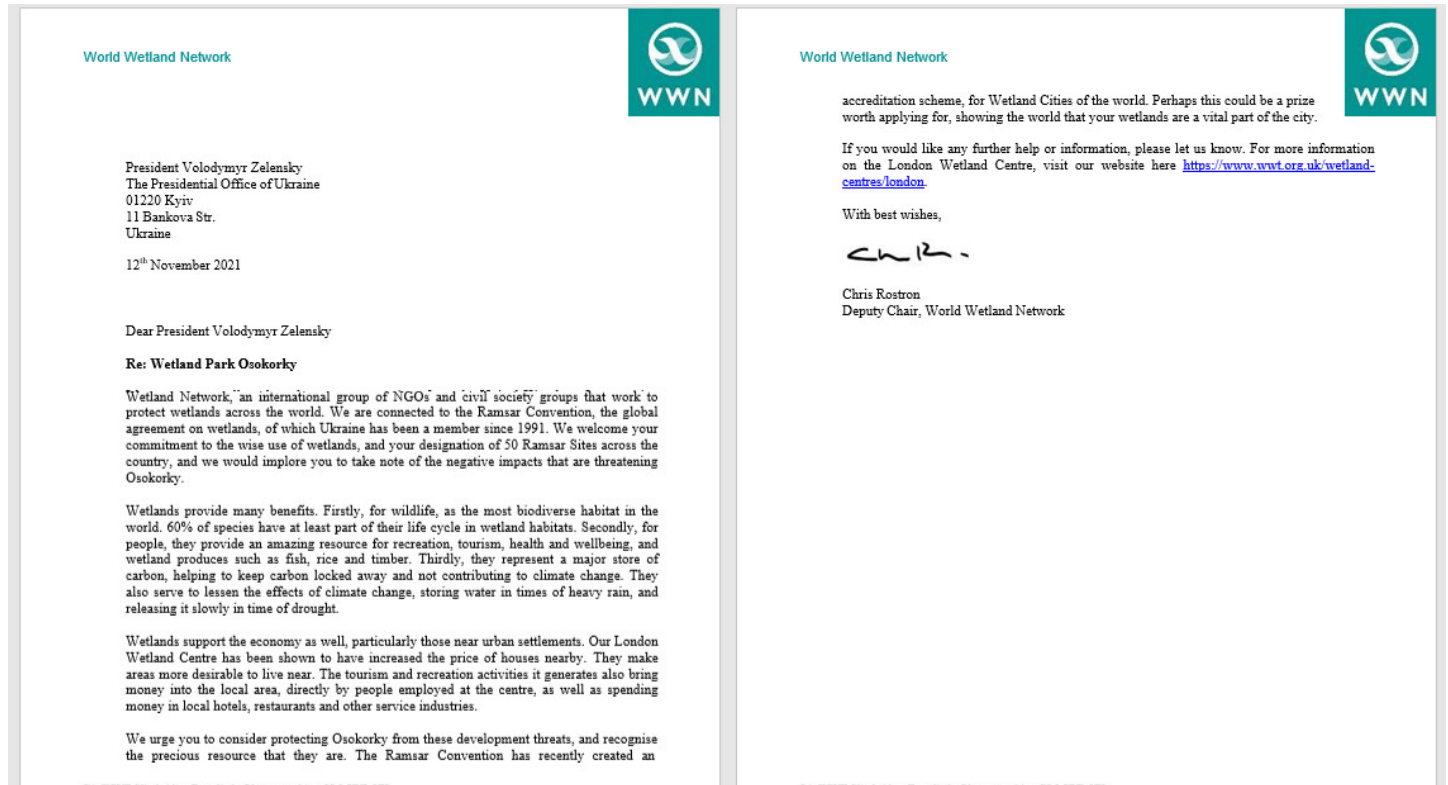 World Wetland Network
WWN
President Volodymyr Zelensky
The Presidential Office of Ukraine
01220 Kyiv
11 Bankova Str.
Ukraine
12th November 2021
Dear President Volodymyr Zelensky
Re: Wetland Park Osokorky
Wetland Network, an international group of NGOs and civil society groups that work to
protect wetlands across the world. We are connected to the Ramsar Convention, the global
agreement on wetlands, of which Ukraine has been a member since 1991. We welcome your
commitment to the wise use of wetlands, and your designation of 50 Ramsar Sites across the
country, and we would implore you to take note of the negative impacts that are threatening
Osokorky.
Wetlands provide many benefits. Firstly, for wildlife, as the most biodiverse habitat in the
world. 60% of species have at least part of their life cycle in wetland habitats. Secondly, for
people, they provide an amazing resource for recreation, tourism, health and wellbeing, and
wetland produces such as fish, rice and timber. Thirdly, they represent a major store of
carbon, helping to keep carbon locked away and not contributing to climate change. They
also serve to lessen the effects of climate change, storing water in times of heavy rain, and
releasing it slowly in time of drought.
Wetlands support the economy as well, particularly those near urban settlements. Our London
Wetland Centre has been shown to have increased the price of houses nearby. They make
areas more desirable to live near. The tourism and recreation activities it generates also bring
money into the local area, directly by people employed at the centre, as well as spending
money in local hotels, restaurants and other service industries.
We urge you to consider protecting Osokorky from these development threats, and recognise
the precious resource that they are. The Ramsar Convention has recently created an
World Wetland Network
WWN
accreditation scheme, for Wetland Cities of the world. Perhaps this could be a prize
worth applying for, showing the world that your wetlands are a vital part of the city.
If you would like any further help or information, please let us know. For more information
on the London Wetland Centre, visit our website here https://www.wwt.org.uk/wetland-
centres/london.
With best wishes,
Chris Rostron
Deputy Chair, World Wetland Network